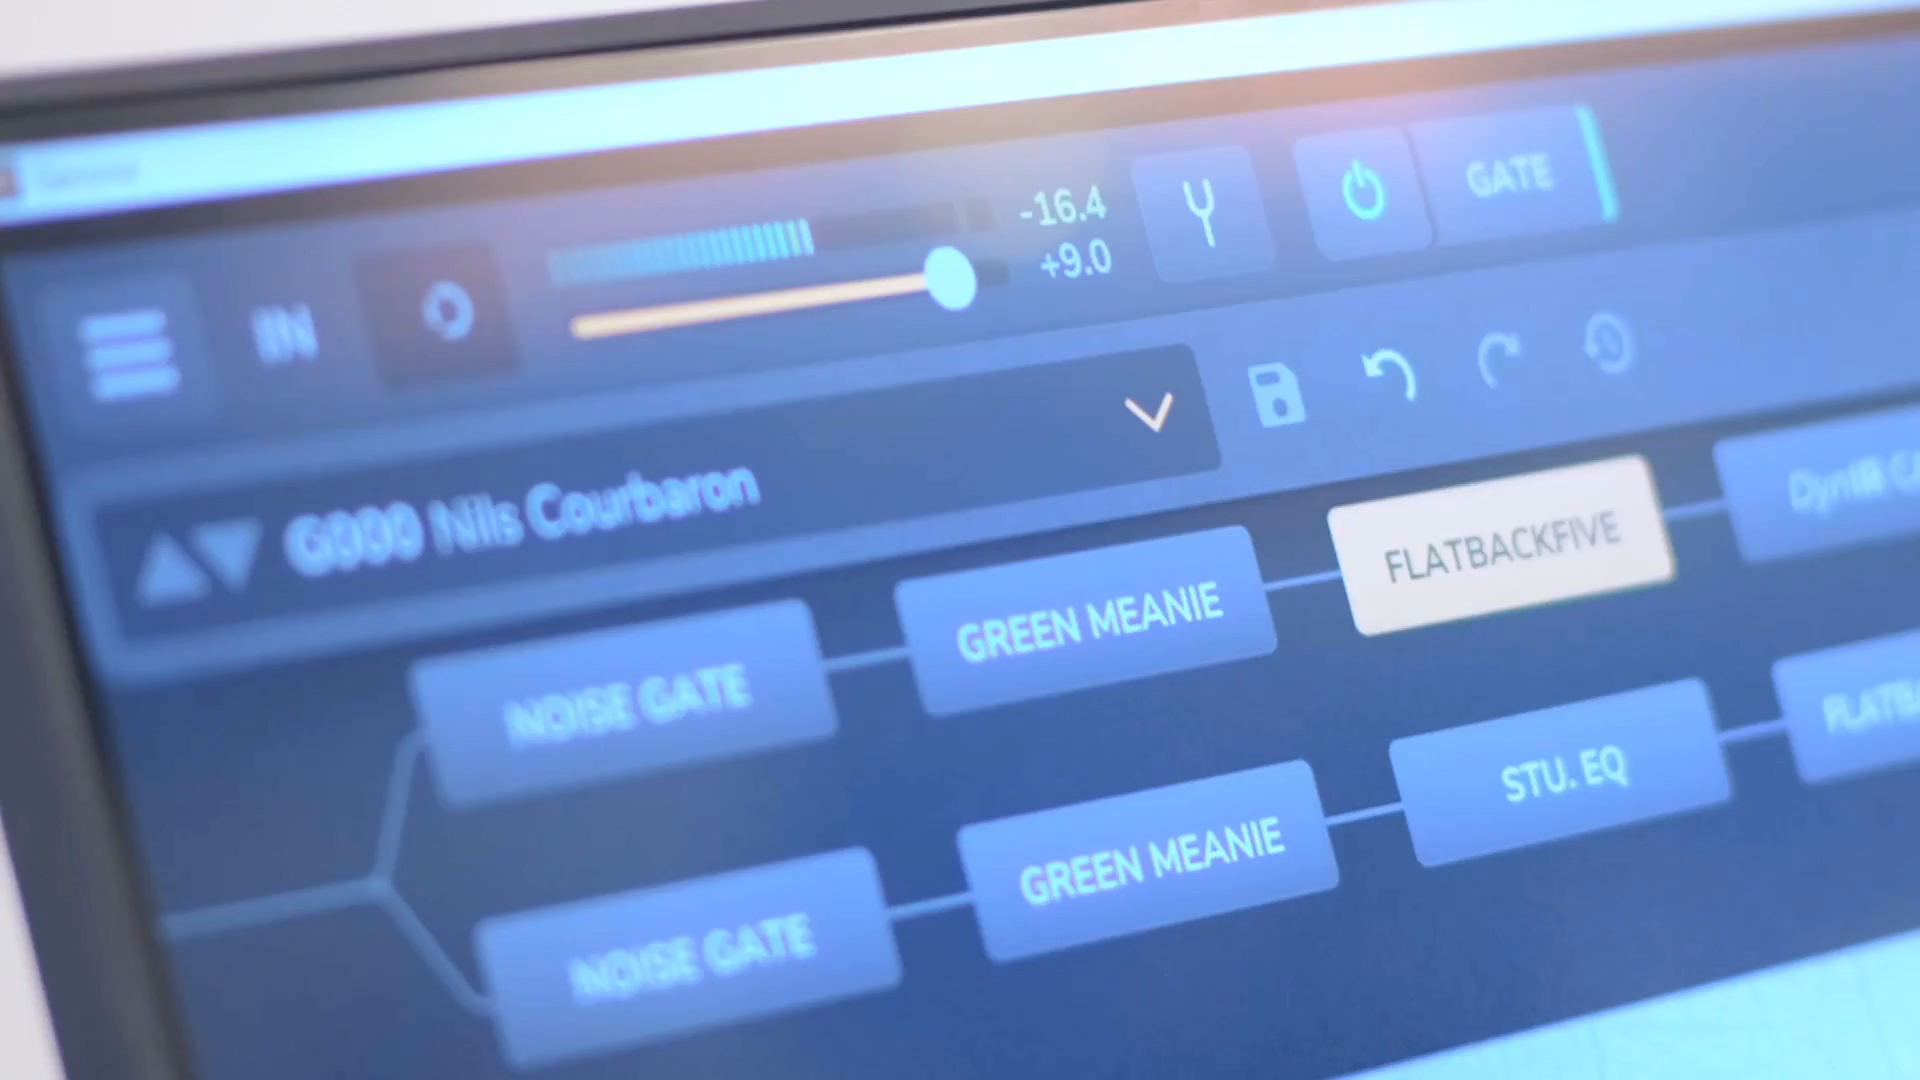 IN -16.4 GATE
+9.0
G000 Nils Courbaron
NOISE GATE GREEN MEANIE FLATBACKFIVE DynIR
NOISE GATE GREEN MEANIE STU. EQ